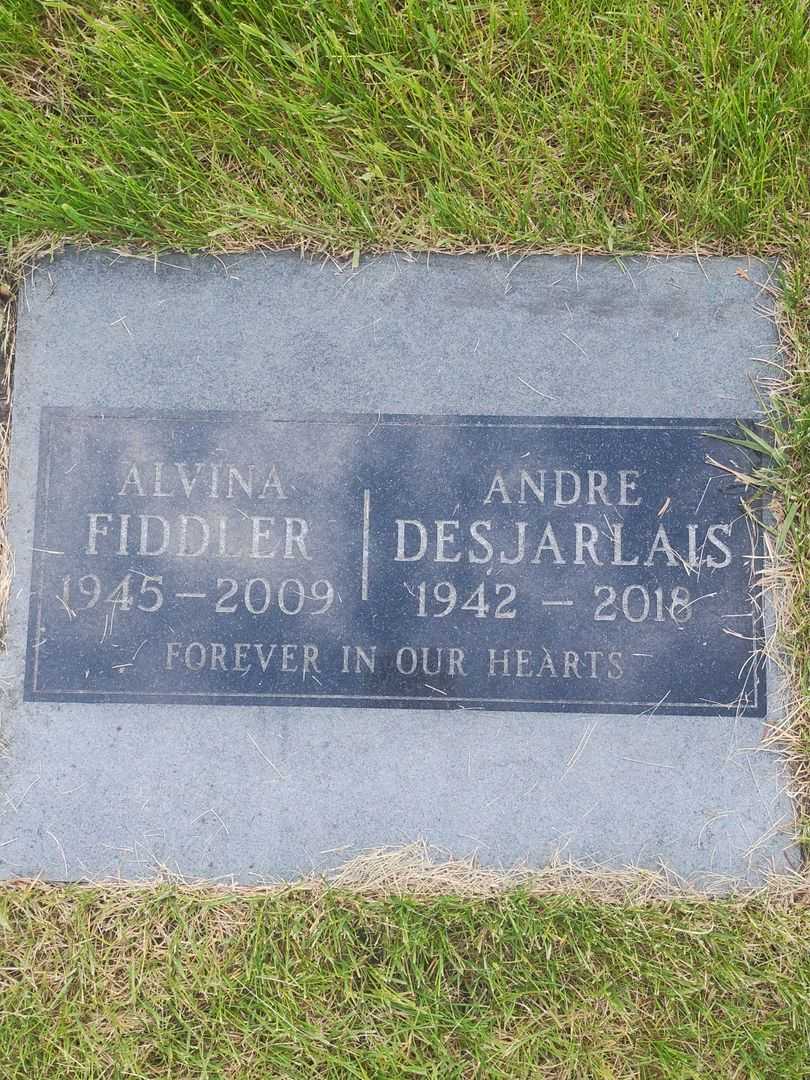 ALVINA
FIDDLER
1945-2009
ANDRE
DESJARLAIS
1942 - 2018
FOREVER IN OUR HEARTS